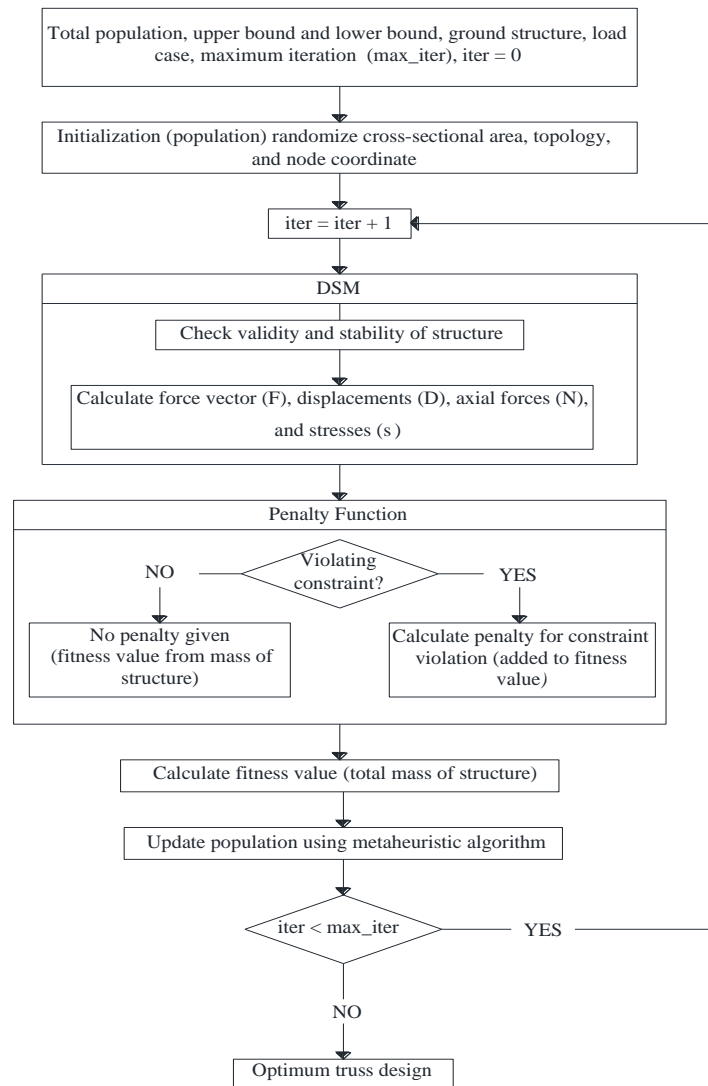 Total population, upper bound and lower bound, ground structure, load
case, maximum iteration (max_iter), iter = 0
Initialization (population) randomize cross-sectional area, topology,
and node coordinate
iter = iter + 1
DSM
Check validity and stability of structure
Calculate force vector (F), displacements (D), axial forces (N),
and stresses (s)
Penalty Function
Violating
constraint?
NO
YES
No penalty given
(fitness value from mass of
structure)
Calculate penalty for constraint
violation (added to fitness
value)
Calculate fitness value (total mass of structure)
Update population using metaheuristic algorithm
iter < max_iter
YES
NO
Optimum truss design